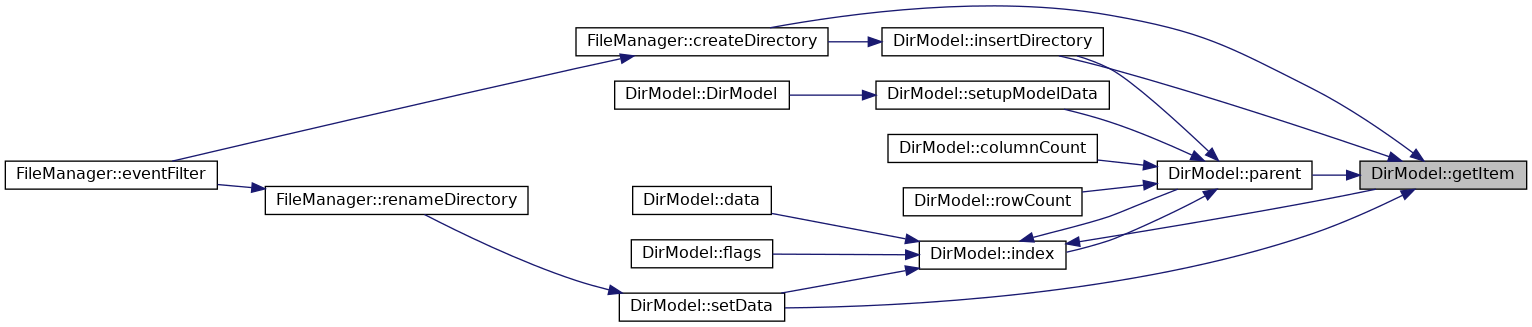 FileManager::createDirectory
DirModel::insertDirectory
DirModel::DirModel
DirModel::setupModelData
DirModel::columnCount
FileManager::eventFilter
DirModel::parent
DirModel::getItem
FileManager::renameDirectory
DirModel::data
DirModel::rowCount
DirModel::flags
DirModel::index
DirModel::setData